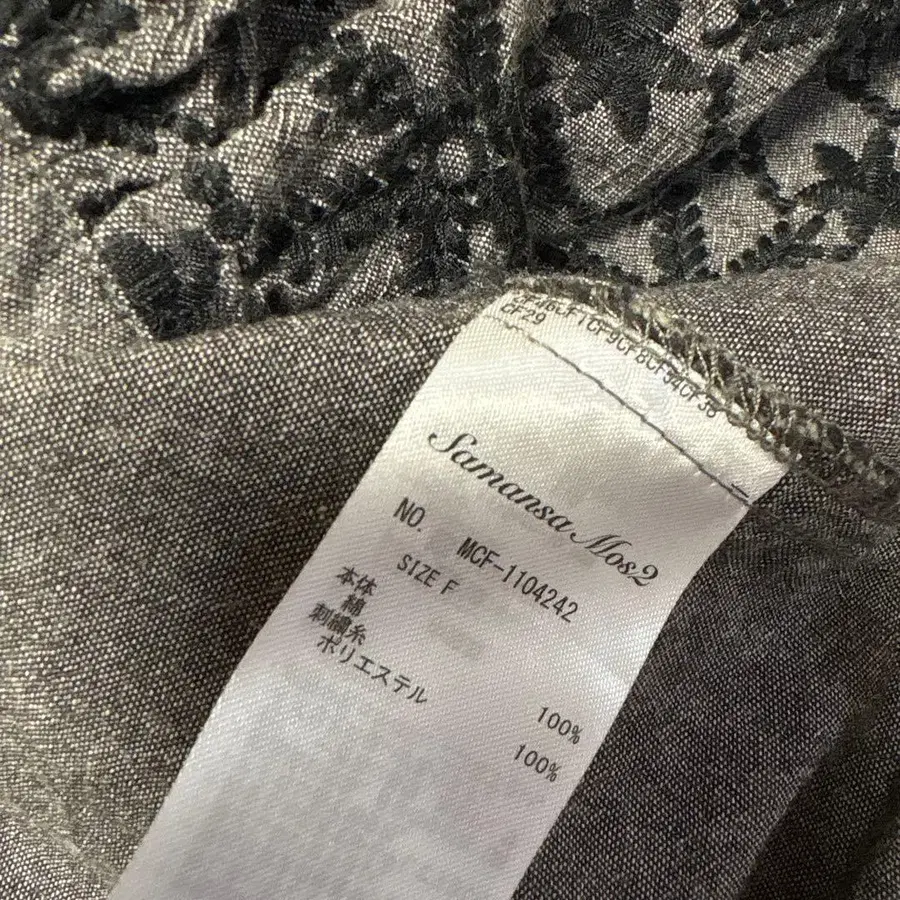 CF29
Samansa Mos2
NO. MCF-1104242
SIZE F
本体
綿 100%
刺繍糸
ポリエステル 100%